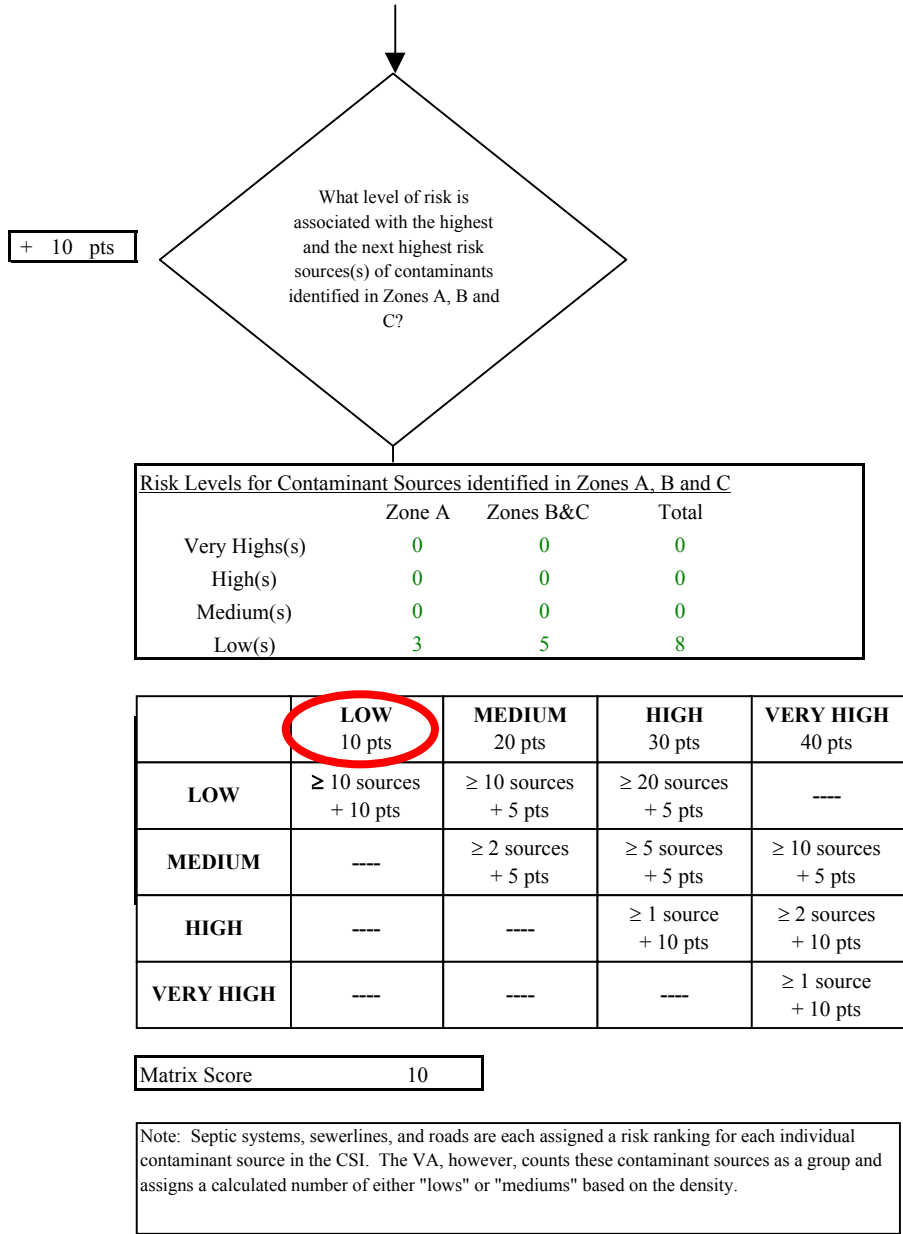 What level of risk is
associated with the highest
and the next highest risk
sources(s) of contaminants
identified in Zones A, B and
C?
+ 10 pts
Risk Levels for Contaminant Sources identified in Zones A, B and C
Zone A Zones B&C Total
Very Highs(s) 0 0 0
High(s) 0 0 0
Medium(s) 0 0 0
Low(s) 3 5 8
LOW MEDIUM HIGH VERY HIGH
10 pts 20 pts 30 pts 40 pts
LOW ≥ 10 sources ≥ 10 sources ≥ 20 sources ----
+ 10 pts + 5 pts + 5 pts
MEDIUM ---- ≥ 2 sources ≥ 5 sources ≥ 10 sources
+ 5 pts + 5 pts + 5 pts
HIGH ---- ---- ≥ 1 source ≥ 2 sources
+ 10 pts + 10 pts
VERY HIGH ---- ---- ---- ≥ 1 source
+ 10 pts
Matrix Score 10
Note: Septic systems, sewerlines, and roads are each assigned a risk ranking for each individual
contaminant source in the CSI. The VA, however, counts these contaminant sources as a group and
assigns a calculated number of either "lows" or "mediums" based on the density.